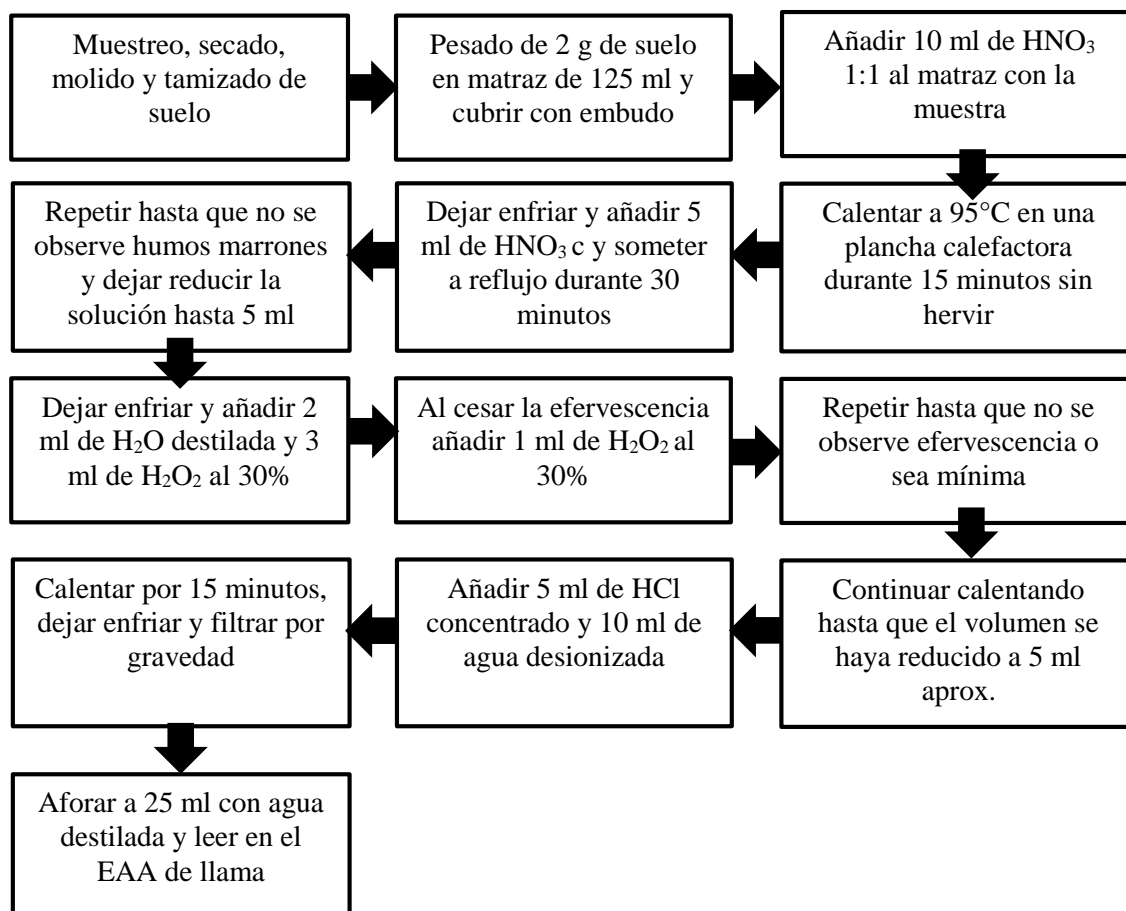 Muestreo, secado,
molido y tamizado de
suelo
Pesado de 2 g de suelo
en matraz de 125 ml y
cubrir con embudo
Añadir 10 ml de HNO₃
1:1 al matraz con la
muestra
Calentar a 95°C en una
plancha calefactora
durante 15 minutos sin
hervir
Dejar enfriar y añadir 5
ml de HNO₃ c y someter
a reflujo durante 30
minutos
Repetir hasta que no se
observe humos marrones
y dejar reducir la
solución hasta 5 ml
Dejar enfriar y añadir 2
ml de H₂O destilada y 3
ml de H₂O₂ al 30%
Al cesar la efervescencia
añadir 1 ml de H₂O₂ al
30%
Repetir hasta que no se
observe efervescencia o
sea mínima
Continuar calentando
hasta que el volumen se
haya reducido a 5 ml
aprox.
Añadir 5 ml de HCl
concentrado y 10 ml de
agua desionizada
Calentar por 15 minutos,
dejar enfriar y filtrar por
gravedad
Aforar a 25 ml con agua
destilada y leer en el
EAA de llama